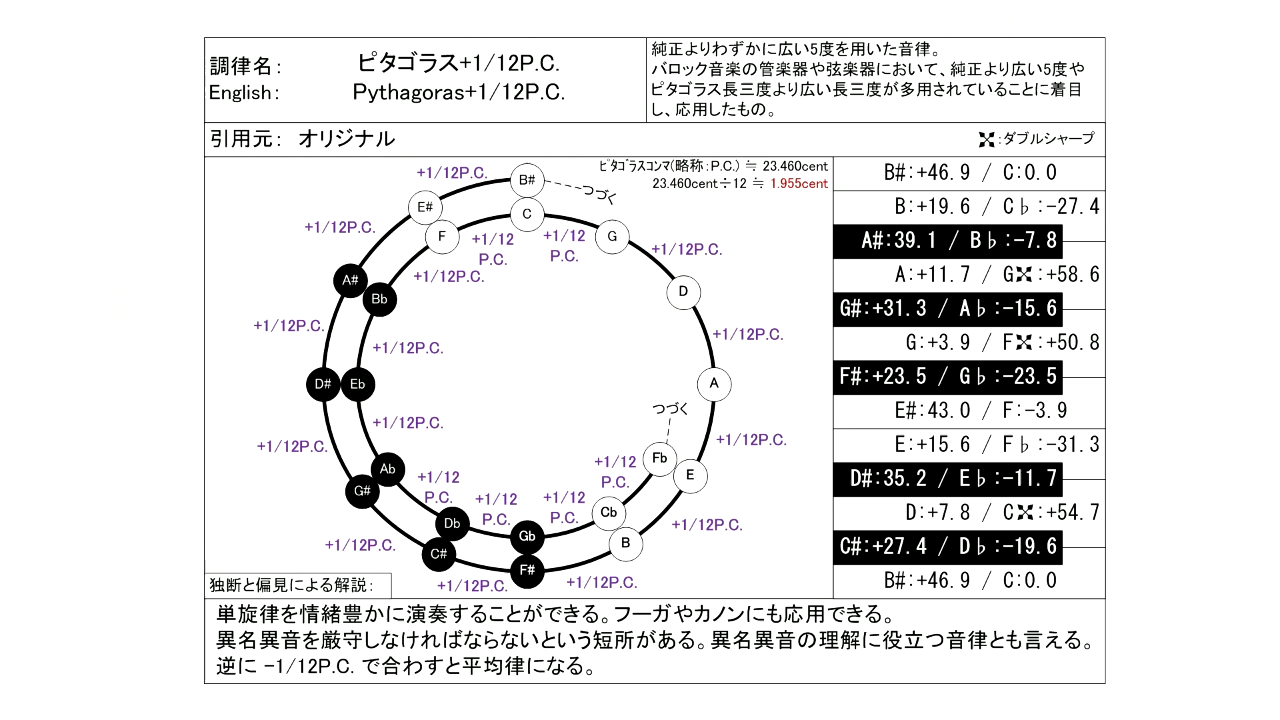 調律名:
ピタゴラス+1/12P.C.
English:
Pythagoras+1/12P.C.
純正よりわずかに広い5度を用いた音律。
バロック音楽の管楽器や弦楽器において、純正より広い5度や
ピタゴラス長三度より広い長三度が多用されていることに着目
し、応用したもの。
引用元: オリジナル
𝄪:ダブルシャープ
ピタゴラスコンマ(略称:P.C.) ≒ 23.460cent
23.460cent÷12 ≒ 1.955cent
+1/12P.C.
B#
つづく
E#
C
+1/12P.C.
F
+1/12
P.C.
+1/12
P.C.
G
+1/12P.C.
+1/12P.C.
A#
Bb
D
+1/12P.C.
+1/12P.C.
+1/12P.C.
D#
Eb
A
つづく
+1/12P.C.
+1/12P.C.
+1/12P.C.
Ab
G#
+1/12
P.C.
+1/12
P.C.
+1/12
P.C.
+1/12
P.C.
Fb
E
Db
Gb
Cb
+1/12P.C.
+1/12P.C.
C#
F#
B
+1/12P.C.
+1/12P.C.
B#:+46.9 / C:0.0
B:+19.6 / C♭:-27.4
A#:39.1 / B♭:-7.8
A:+11.7 / G𝄪:+58.6
G#:+31.3 / A♭:-15.6
G:+3.9 / F𝄪:+50.8
F#:+23.5 / G♭:-23.5
E#:43.0 / F:-3.9
E:+15.6 / F♭:-31.3
D#:35.2 / E♭:-11.7
D:+7.8 / C𝄪:+54.7
C#:+27.4 / D♭:-19.6
B#:+46.9 / C:0.0
独断と偏見による解説:
単旋律を情緒豊かに演奏することができる。フーガやカノンにも応用できる。
異名異音を厳守しなければならないという短所がある。異名異音の理解に役立つ音律とも言える。
逆に -1/12P.C. で合わすと平均律になる。